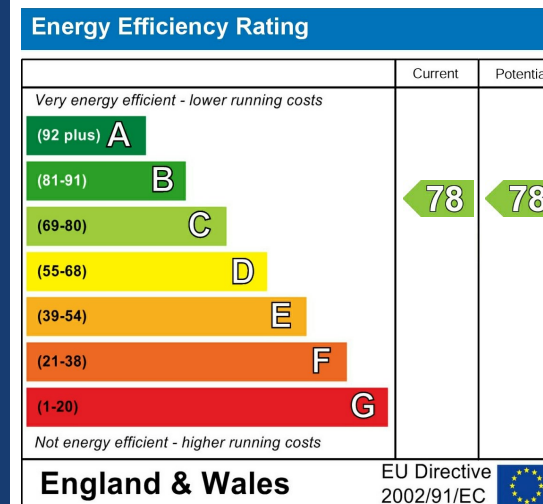 Energy Efficiency Rating
Current Potentia
Very energy efficient - lower running costs
(92 plus) A
(81-91) B
78 78
(69-80) C
(55-68) D
(39-54) E
(21-38) F
(1-20) G
Not energy efficient - higher running costs
England & Wales
EU Directive
2002/91/EC